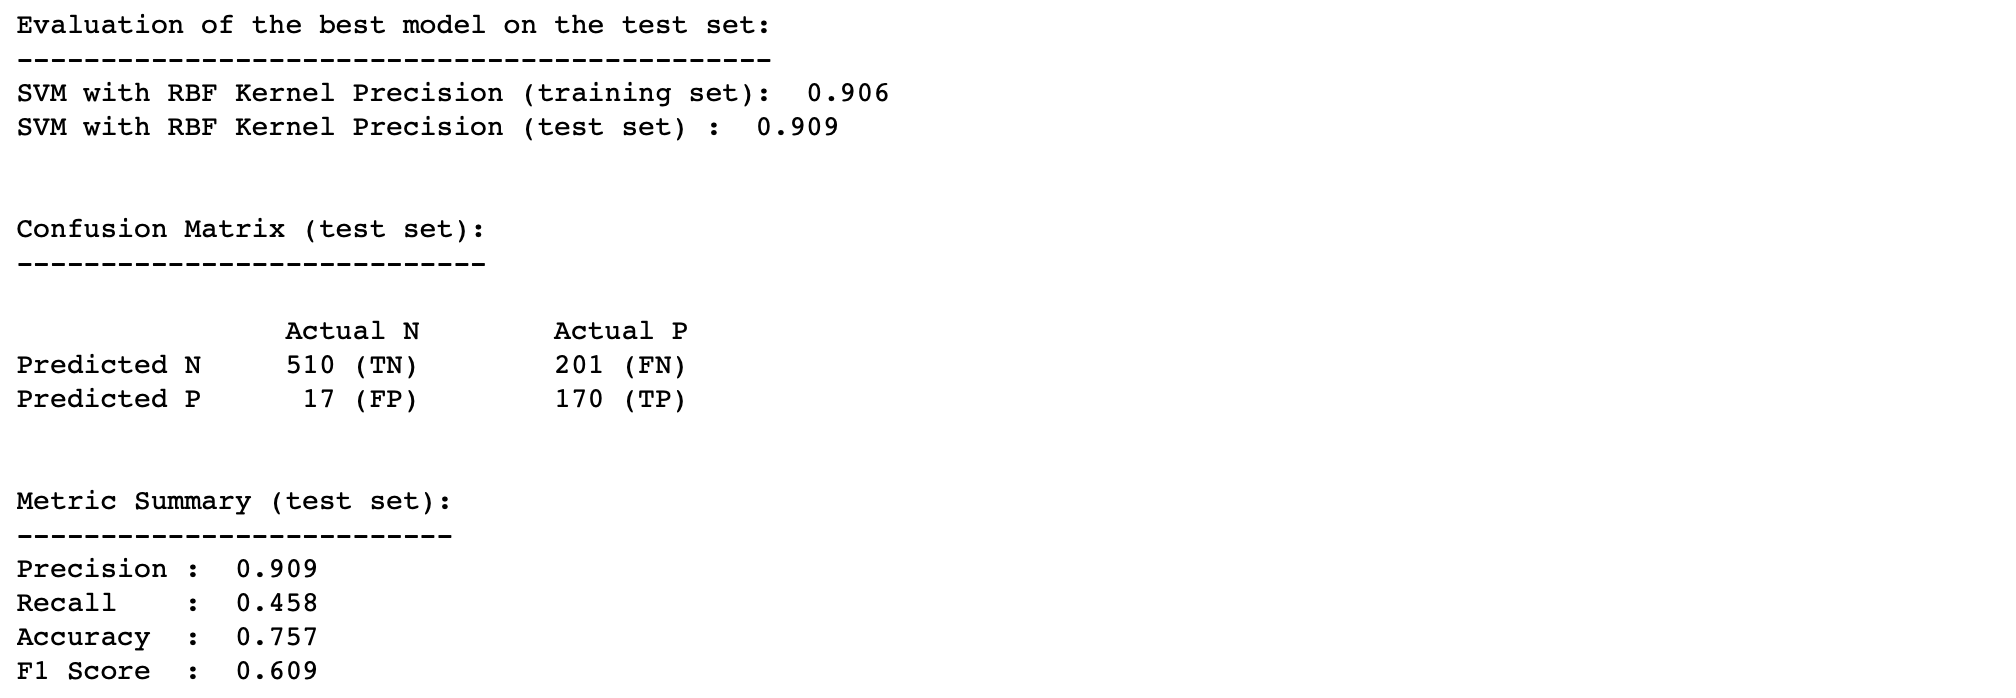 Evaluation of the best model on the test set:
---------------------------------------------
SVM with RBF Kernel Precision (training set):  0.906
SVM with RBF Kernel Precision (test set) :  0.909
Confusion Matrix (test set):
----------------------------
                Actual N        Actual P
Predicted N     510 (TN)        201 (FN)
Predicted P      17 (FP)        170 (TP)
Metric Summary (test set):
--------------------------
Precision :  0.909
Recall    :  0.458
Accuracy  :  0.757
F1 Score  :  0.609